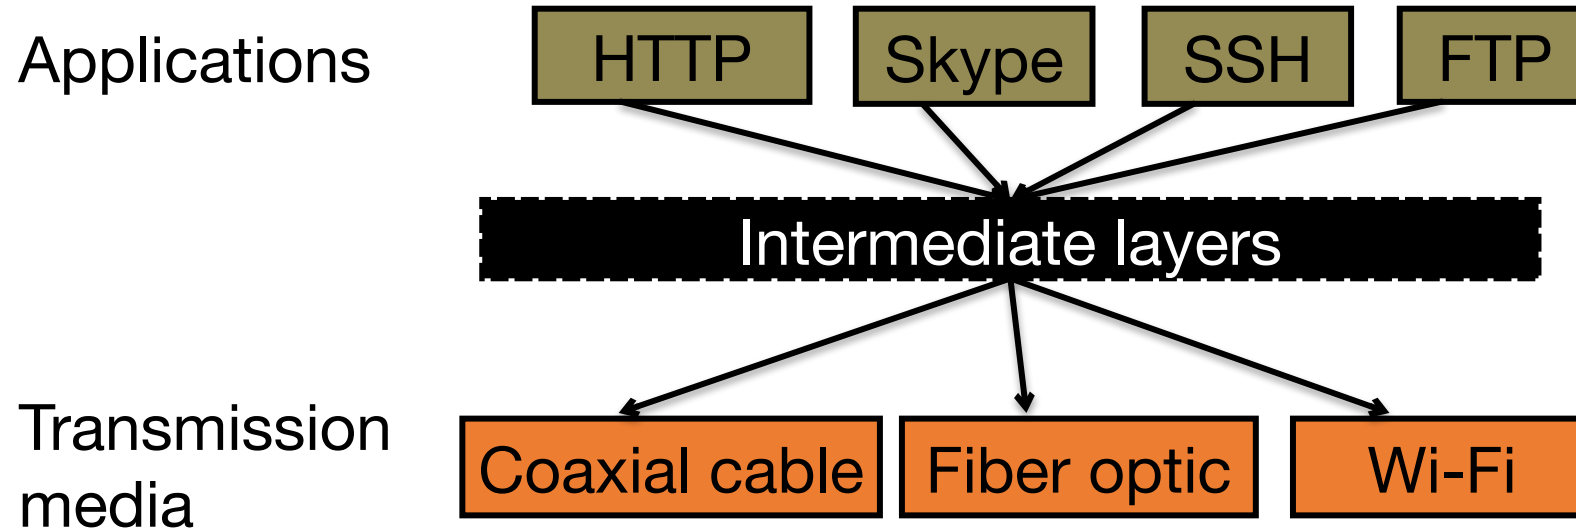 Applications
HTTP
Skype
SSH
FTP
Intermediate layers
Transmission
media
Coaxial cable
Fiber optic
Wi-Fi